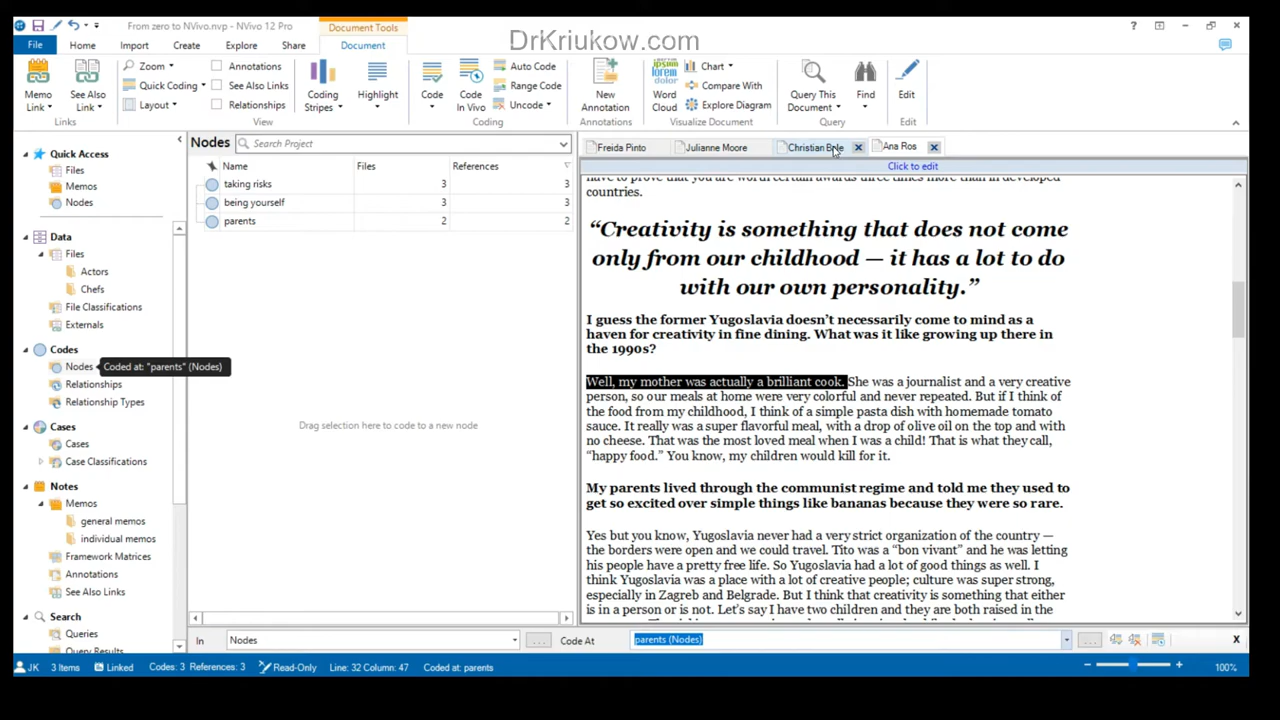 From zero to NVivo.nvp - NVivo 12 Pro
Document Tools
DrKriukow.com
File Home Import Create Explore Share Document
Memo Link
See Also Link
Links
Zoom
Quick Coding
Layout
Annotations
See Also Links
Relationships
View
Coding Stripes
Highlight
Code
Code In Vivo
Auto Code
Range Code
Uncode
Coding
New Annotation
Annotations
Word Cloud
Chart
Compare With
Explore Diagram
Visualize Document
Query This Document
Find
Query
Edit
Edit
Quick Access
Files
Memos
Nodes
Data
Files
Actors
Chefs
File Classifications
Externals
Codes
Nodes
Coded at: "parents" (Nodes)
Relationships
Relationship Types
Cases
Cases
Case Classifications
Notes
Memos
general memos
individual memos
Framework Matrices
Annotations
See Also Links
Search
Queries
Query Results
Nodes
Search Project
Name Files References
taking risks 3 3
being yourself 3 3
parents 2 2
Drag selection here to code to a new node
Freida Pinto Julianne Moore Christian Bale Ana Ros
Click to edit
have to prove that you are worth certain awards three times more than in developed
countries.
“Creativity is something that does not come
only from our childhood — it has a lot to do
with our own personality.”
I guess the former Yugoslavia doesn’t necessarily come to mind as a
haven for creativity in fine dining. What was it like growing up there in
the 1990s?
Well, my mother was actually a brilliant cook. She was a journalist and a very creative
person, so our meals at home were very colorful and never repeated. But if I think of
the food from my childhood, I think of a simple pasta dish with homemade tomato
sauce. It really was a super flavorful meal, with a drop of olive oil on the top and with
no cheese. That was the most loved meal when I was a child! That is what they call,
“happy food.” You know, my children would kill for it.
My parents lived through the communist regime and told me they used to
get so excited over simple things like bananas because they were so rare.
Yes but you know, Yugoslavia never had a very strict organization of the country —
the borders were open and we could travel. Tito was a “bon vivant” and he was letting
his people have a pretty free life. So Yugoslavia had a lot of good things as well. I
think Yugoslavia was a place with a lot of creative people; culture was super strong,
especially in Zagreb and Belgrade. But I think that creativity is something that either
is in a person or is not. Let’s say I have two children and they are both raised in the
In Nodes ... Code At parents (Nodes) ... X
JK 3 Items Linked Codes: 3 References: 3 Read-Only Line: 32 Column: 47 Coded at: parents 100%